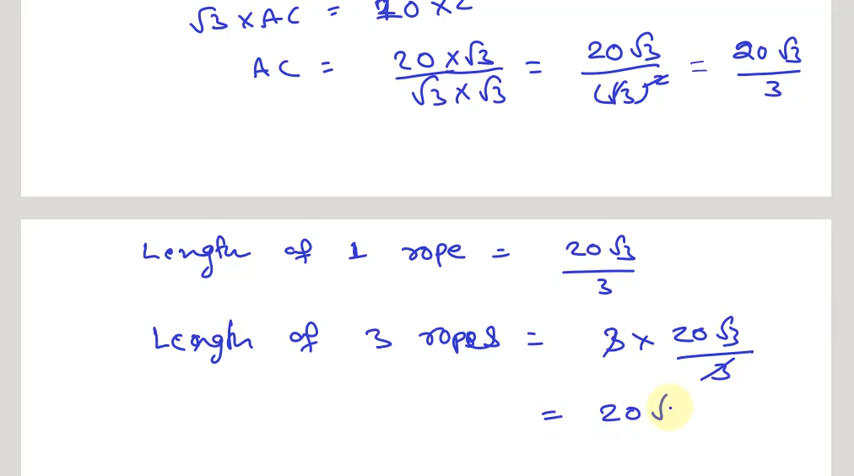 √3 × AC = 20 × 2
AC = 20 × √3 / √3 × √3 = 20√3 / (√3)² = 20√3 / 3
Length of 1 rope = 20√3 / 3
Length of 3 ropes = 3 × 20√3 / 3
= 20√